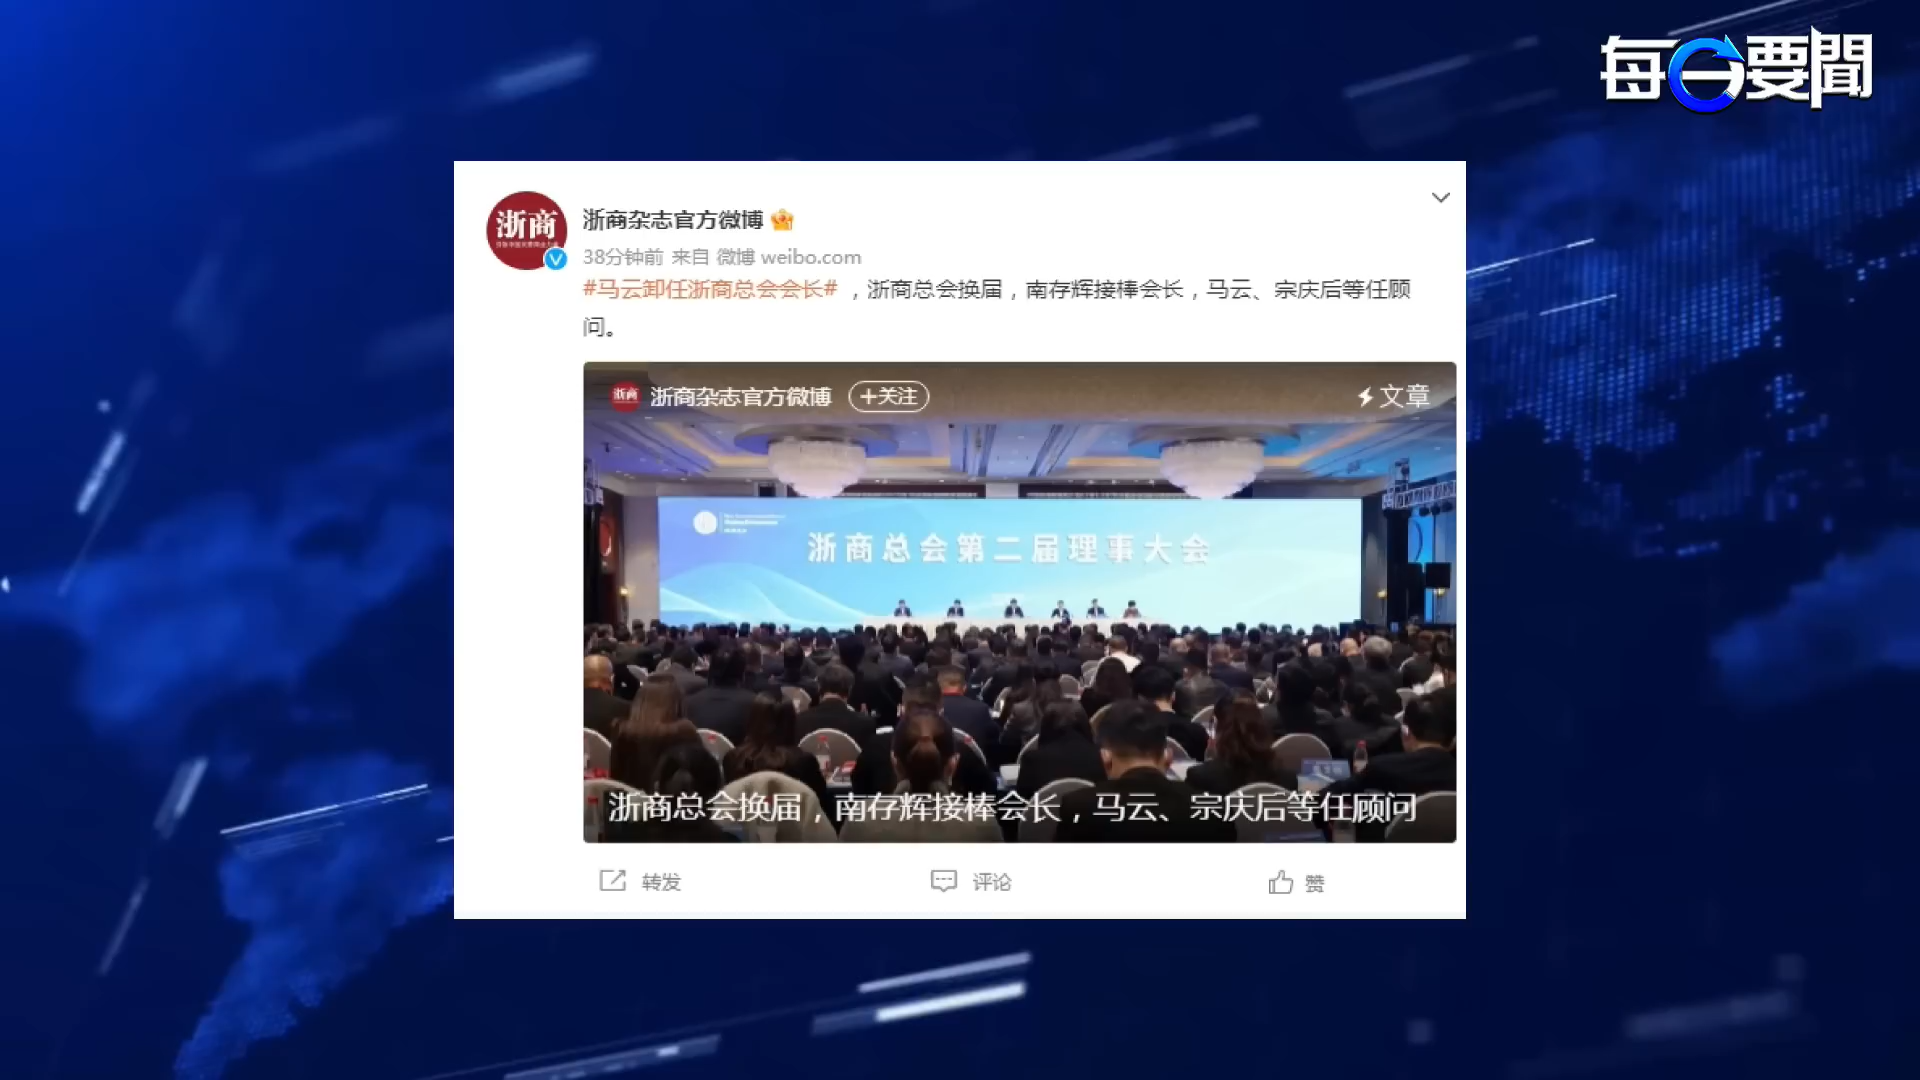 每日要聞
浙商
浙商杂志官方微博
38分钟前 来自 微博 weibo.com
#马云卸任浙商总会会长# ，浙商总会换届，南存辉接棒会长，马云、宗庆后等任顾
问。
浙商
浙商杂志官方微博
+关注
文章
浙商总会第二届理事大会
浙商总会换届，南存辉接棒会长，马云、宗庆后等任顾问
转发
评论
赞